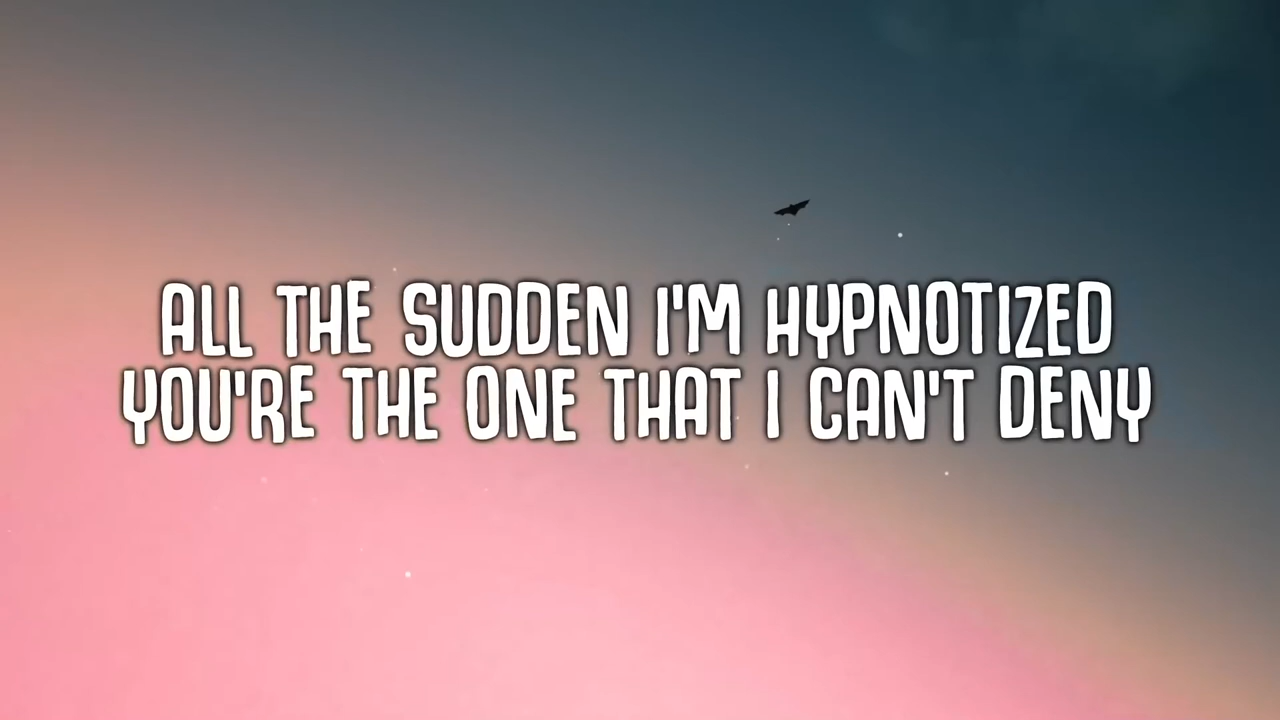 ALL THE SUDDEN I'M HYPNOTIZED
YOU'RE THE ONE THAT I CAN'T DENY